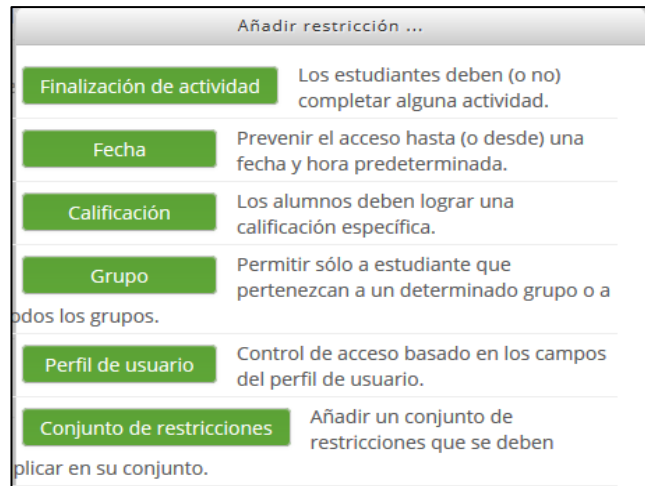 Añadir restricción ...
Finalización de actividad
Los estudiantes deben (o no)
completar alguna actividad.
Fecha
Prevenir el acceso hasta (o desde) una
fecha y hora predeterminada.
Calificación
Los alumnos deben lograr una
calificación específica.
Grupo
Permitir sólo a estudiante que
pertenezcan a un determinado grupo o a
odos los grupos.
Perfil de usuario
Control de acceso basado en los campos
del perfil de usuario.
Conjunto de restricciones
Añadir un conjunto de
restricciones que se deben
plicar en su conjunto.